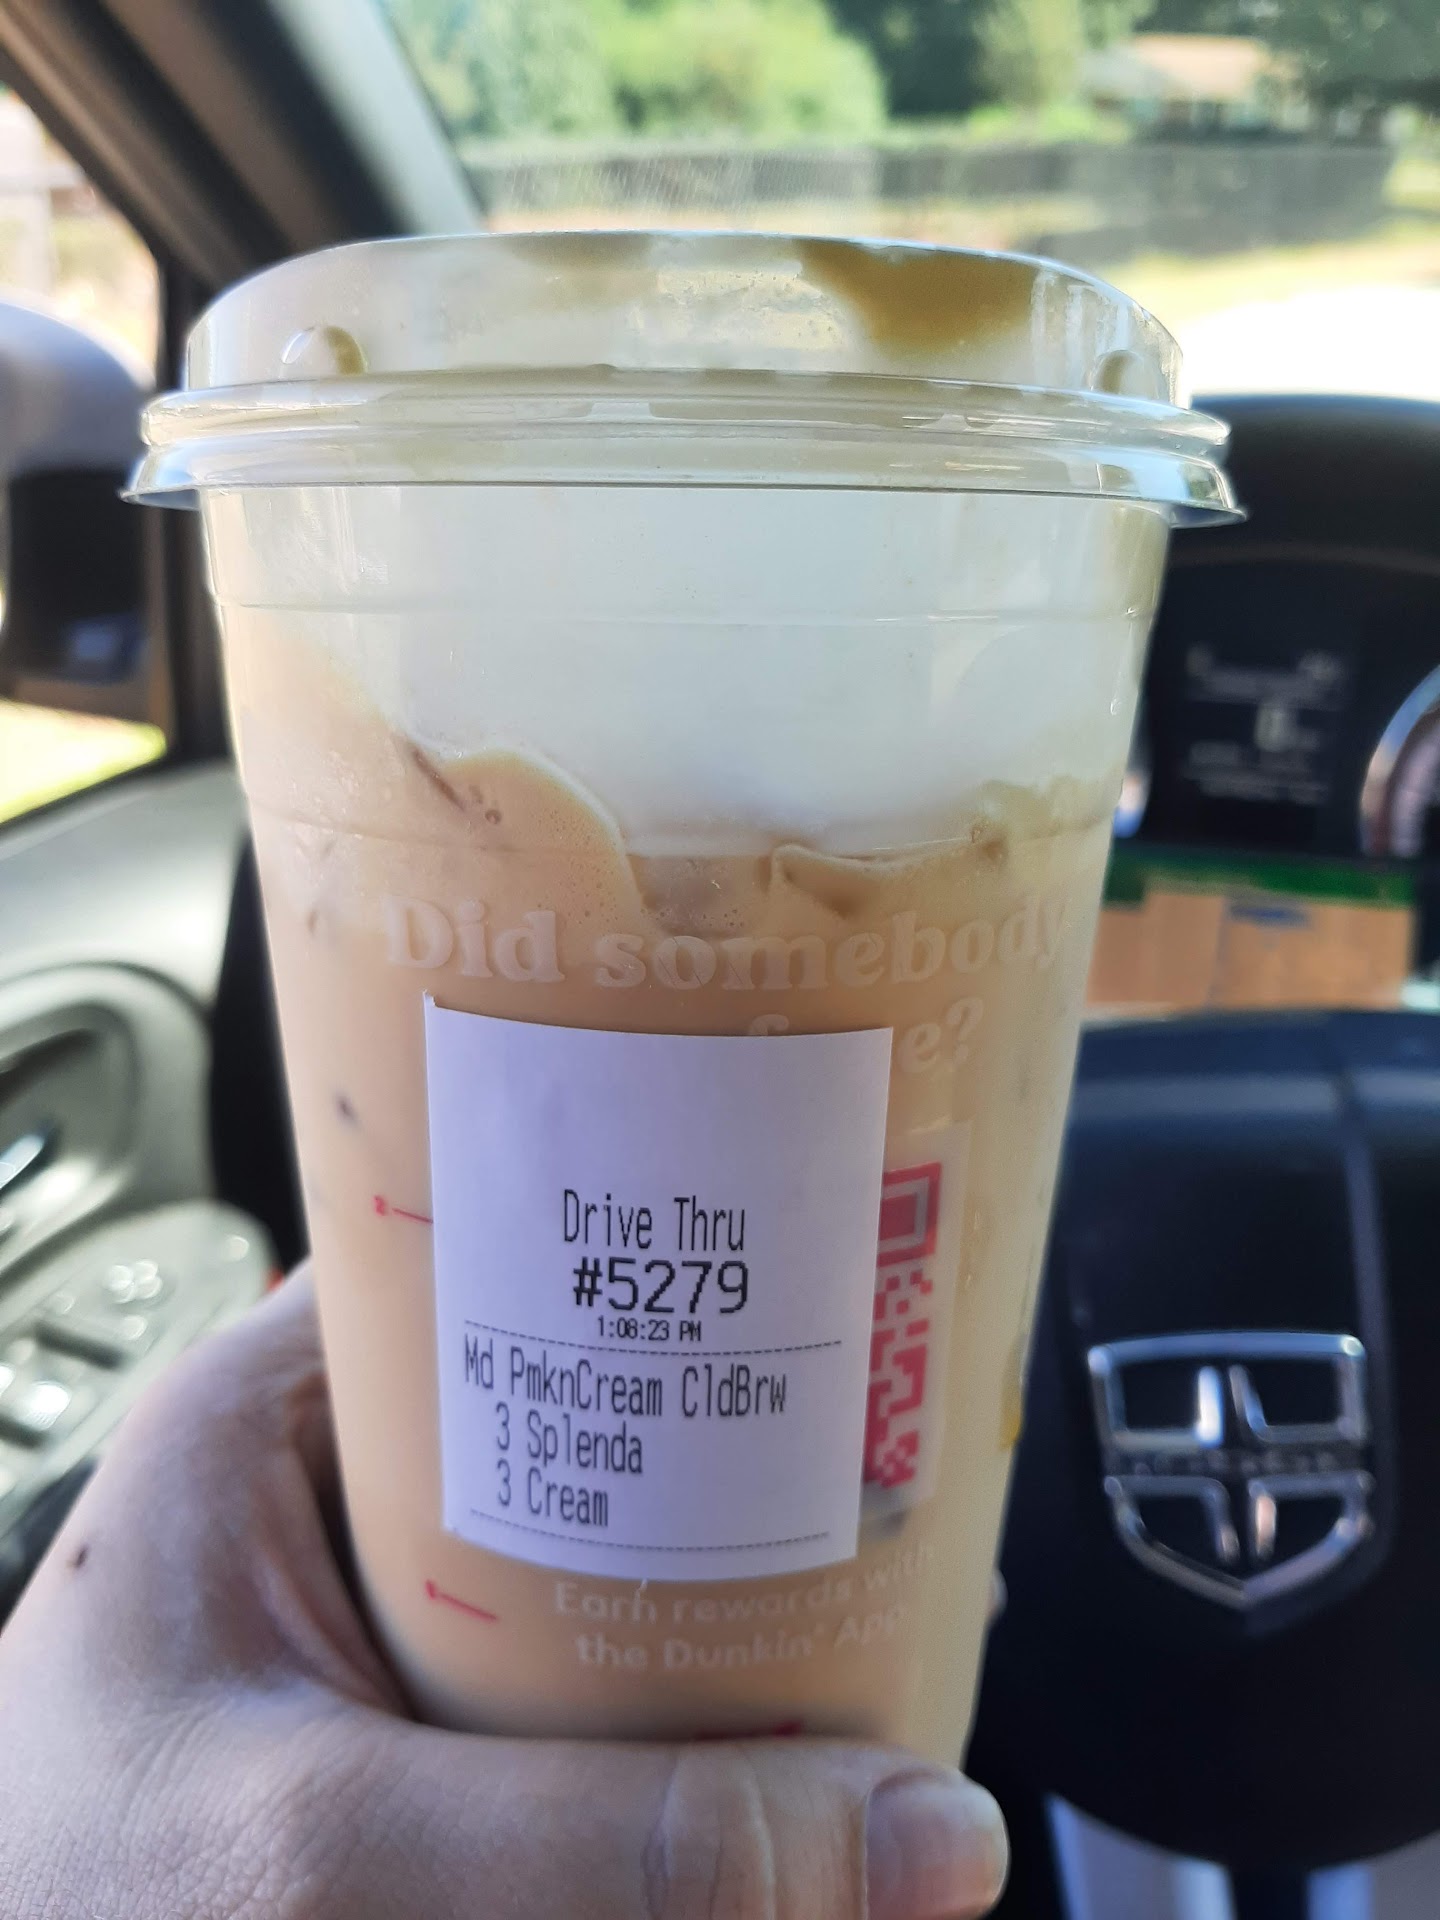 Did somebody
e?
Drive Thru
#5279
1:08:23 PM
Md PmknCream CldBrw
3 Splenda
3 Cream
Earn rewards with
the Dunkin' App